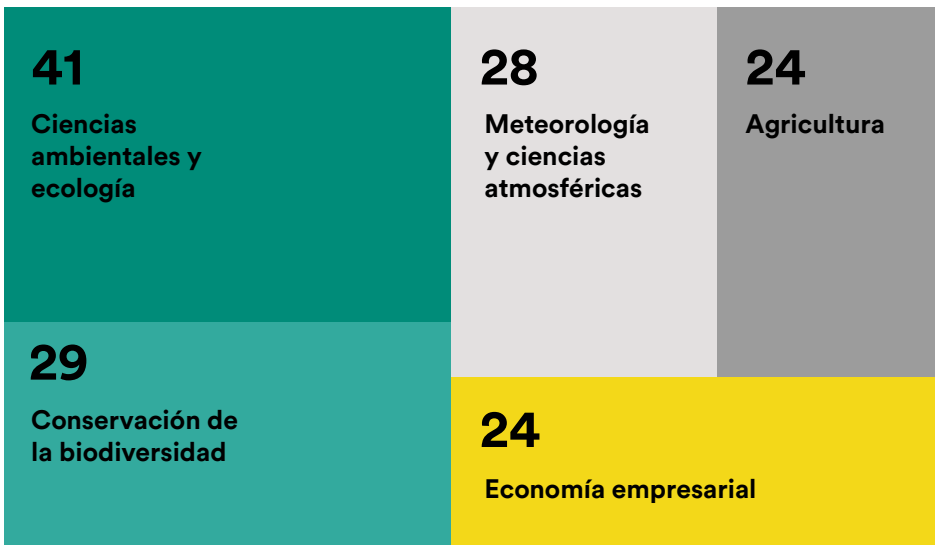 41
Ciencias
ambientales y
ecología
28
Meteorología
y ciencias
atmosféricas
24
Agricultura
29
Conservación de
la biodiversidad
24
Economía empresarial